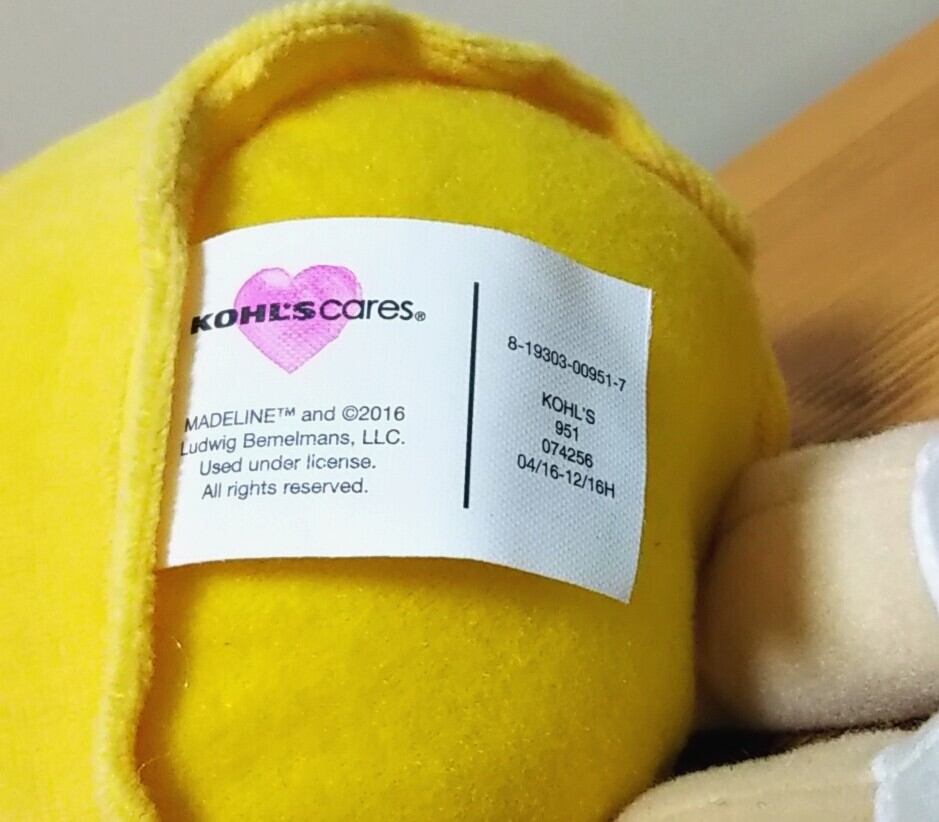 KOHL'S cares®
MADELINE™ and ©2016
Ludwig Bemelmans, LLC.
Used under license.
All rights reserved.
8-19303-00951-7
KOHL'S
951
074256
04/16-12/16H